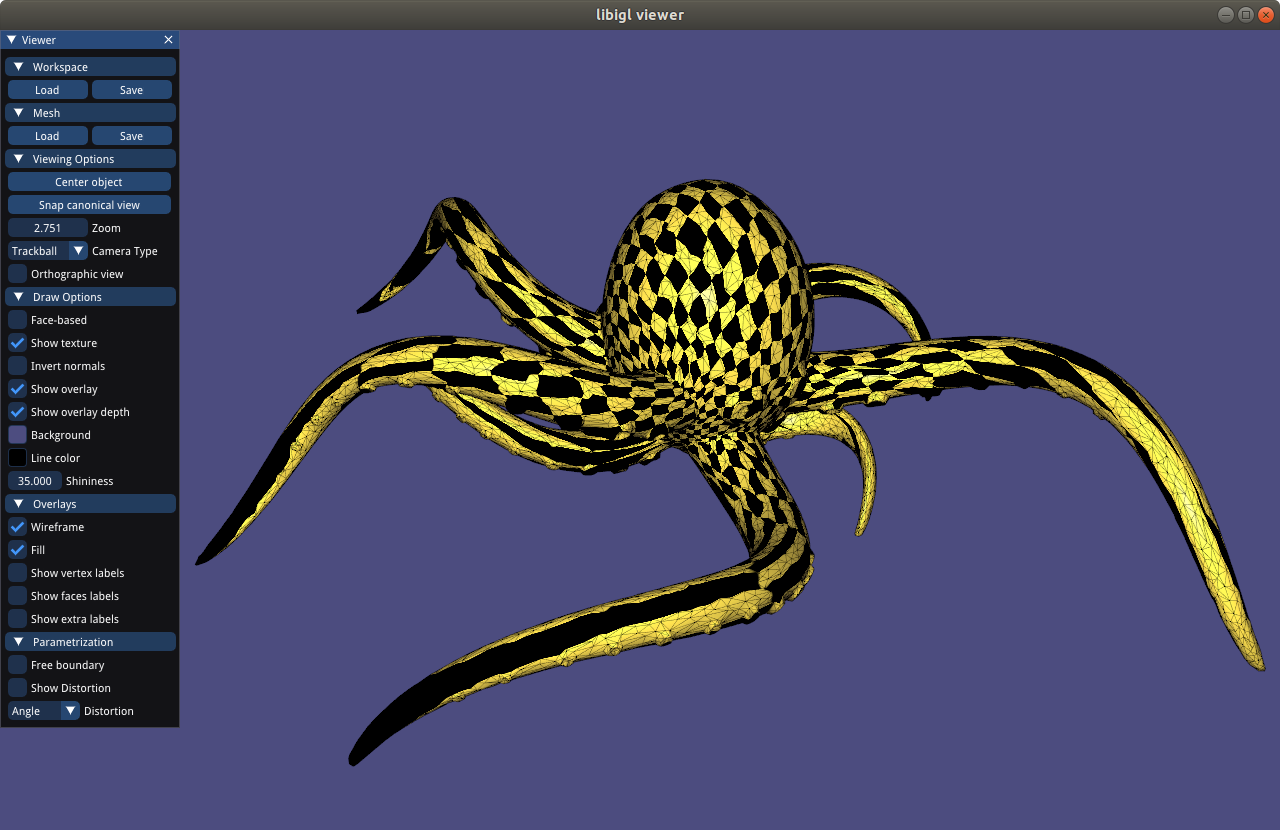 libigl viewer
Viewer
Workspace
Load Save
Mesh
Load Save
Viewing Options
Center object
Snap canonical view
2.751 Zoom
Trackball Camera Type
Orthographic view
Draw Options
Face-based
Show texture
Invert normals
Show overlay
Show overlay depth
Background
Line color
35.000 Shininess
Overlays
Wireframe
Fill
Show vertex labels
Show faces labels
Show extra labels
Parametrization
Free boundary
Show Distortion
Angle Distortion